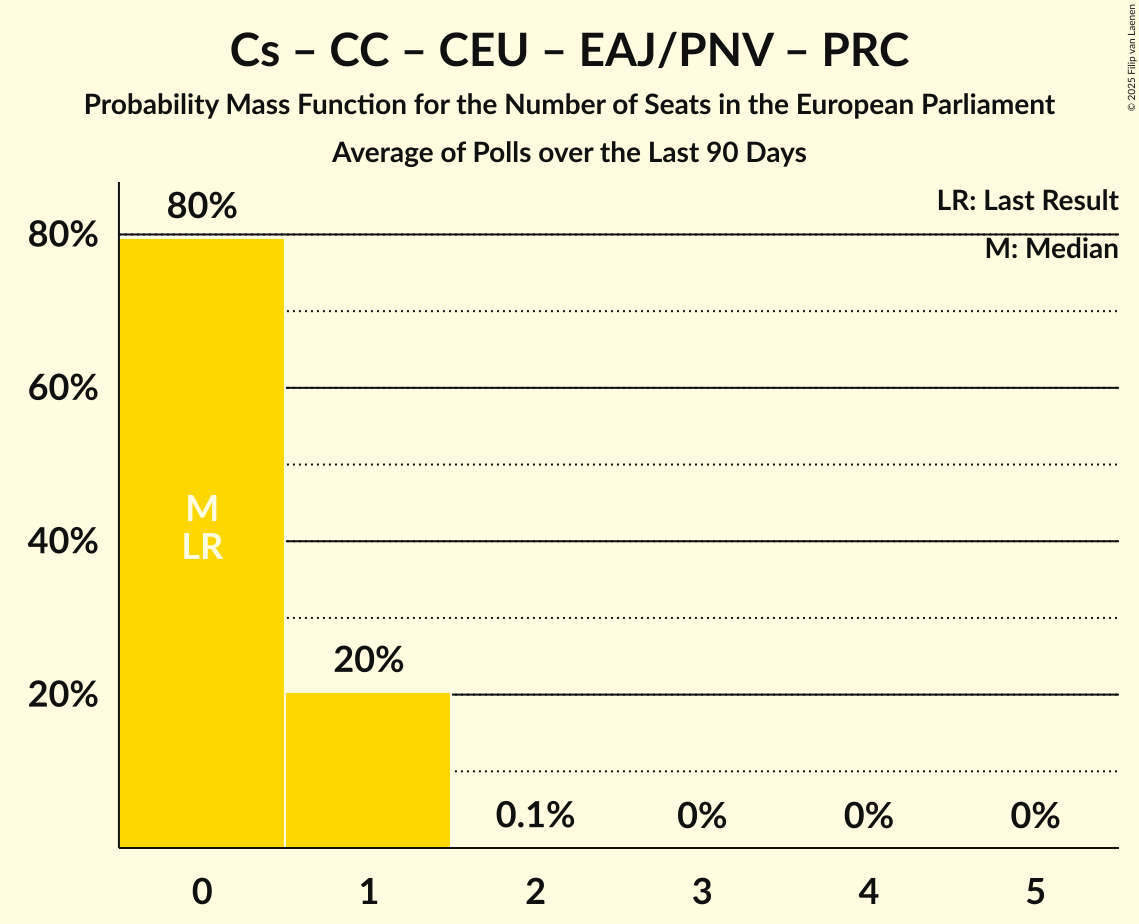 Cs – CC – CEU – EAJ/PNV – PRC
Probability Mass Function for the Number of Seats in the European Parliament
Average of Polls over the Last 90 Days
© 2025 Filip van Laenen
LR: Last Result
M: Median
80%
80%
60%
40%
20%
M
LR
20%
0.1%
0%
0%
0%
0
1
2
3
4
5